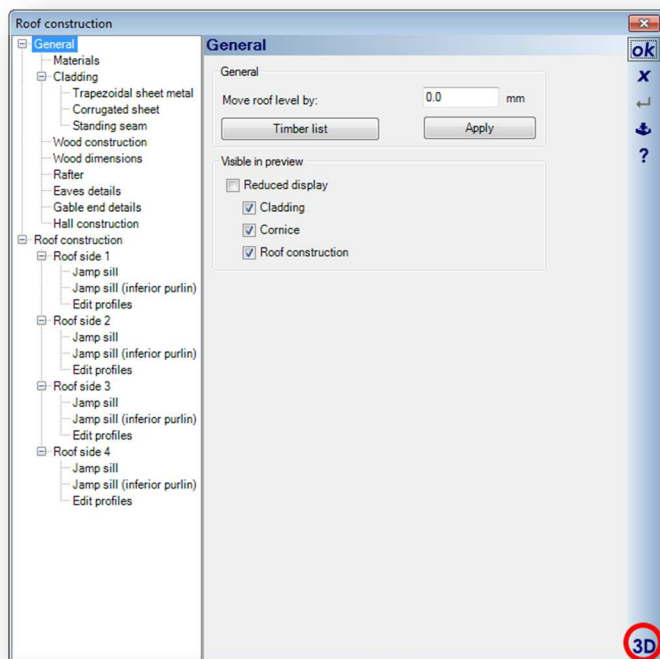 Roof construction
General
Materials
Cladding
Trapezoidal sheet metal
Corrugated sheet
Standing seam
Wood construction
Wood dimensions
Rafter
Eaves details
Gable end details
Hall construction
Roof construction
Roof side 1
Jamp sill
Jamp sill (inferior purlin)
Edit profiles
Roof side 2
Jamp sill
Jamp sill (inferior purlin)
Edit profiles
Roof side 3
Jamp sill
Jamp sill (inferior purlin)
Edit profiles
Roof side 4
Jamp sill
Jamp sill (inferior purlin)
Edit profiles
General
General
Move roof level by: 0.0 mm
Timber list Apply
Visible in preview
Reduced display
Cladding
Cornice
Roof construction
ok
x
?
3D